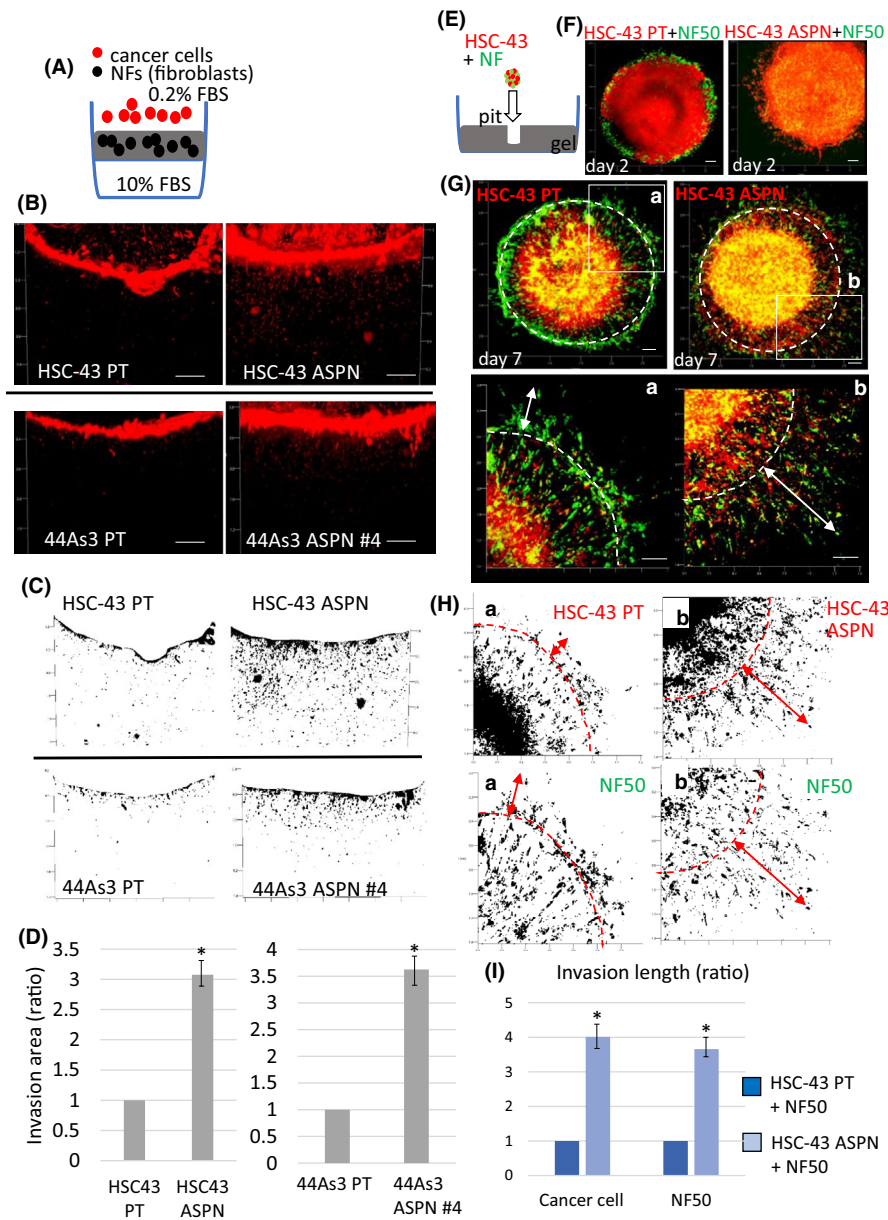 (A)
cancer cells
NFs (fibroblasts)
0.2% FBS
10% FBS
(B)
HSC-43 PT
HSC-43 ASPN
44As3 PT
44As3 ASPN #4
(C)
HSC-43 PT
HSC-43 ASPN
44As3 PT
44As3 ASPN #4
(D)
Invasion area (ratio)
3.5
3
2.5
2
1.5
1
0.5
0
*
HSC43
PT
HSC43
ASPN
4
3.5
3
2.5
2
1.5
1
0.5
0
*
44As3 PT
44As3
ASPN #4
(E)
HSC-43
+ NF
pit
gel
(F)
HSC-43 PT+NF50
HSC-43 ASPN+NF50
day 2
day 2
(G)
HSC-43 PT
a
HSC-43 ASPN
b
day 7
day 7
a
b
(H)
a
HSC-43 PT
b
HSC-43
ASPN
a
NF50
b
NF50
(I)
Invasion length (ratio)
5
4
3
2
1
0
*
*
Cancer cell
NF50
HSC-43 PT
+ NF50
HSC-43 ASPN
+ NF50